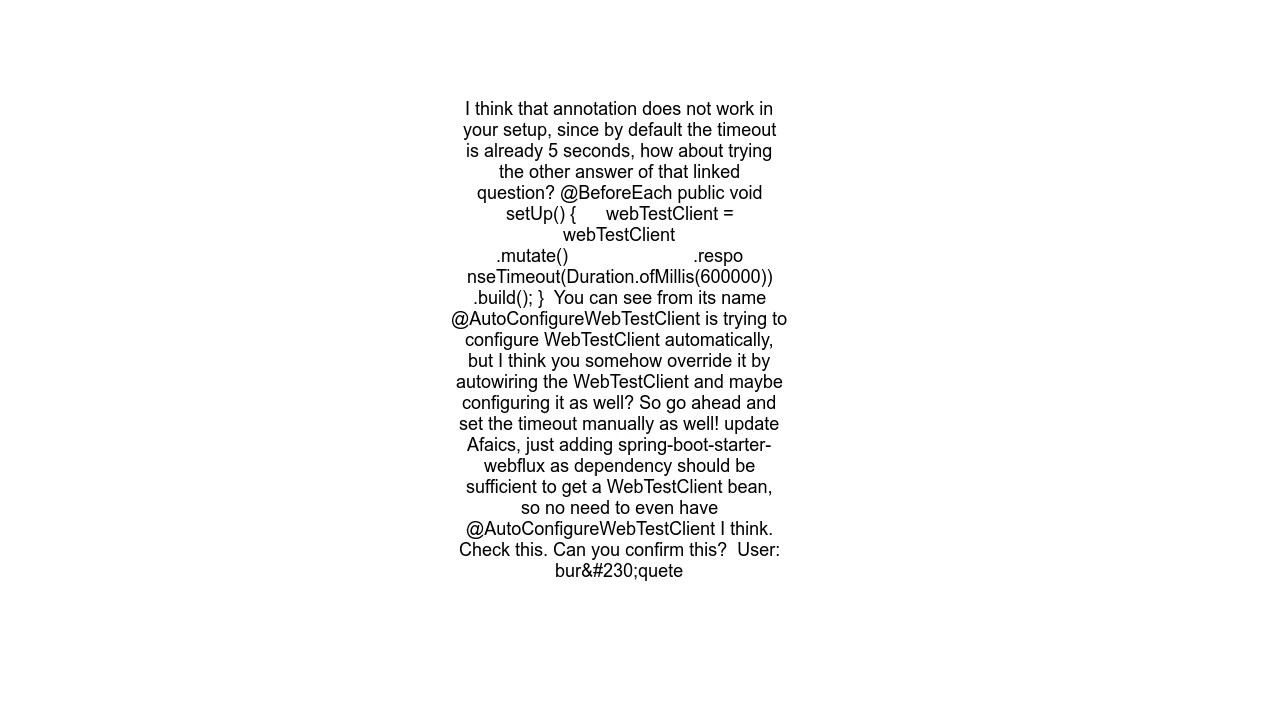 I think that annotation does not work in
your setup, since by default the timeout
is already 5 seconds, how about trying
the other answer of that linked
question? @BeforeEach public void
setUp() {      webTestClient =
webTestClient
.mutate()                         .respo
nseTimeout(Duration.ofMillis(600000))
.build(); }  You can see from its name
@AutoConfigureWebTestClient is trying to
configure WebTestClient automatically,
but I think you somehow override it by
autowiring the WebTestClient and maybe
configuring it as well? So go ahead and
set the timeout manually as well! update
Afaics, just adding spring-boot-starter-
webflux as dependency should be
sufficient to get a WebTestClient bean,
so no need to even have
@AutoConfigureWebTestClient I think.
Check this. Can you confirm this?  User:
bur&#230;quete